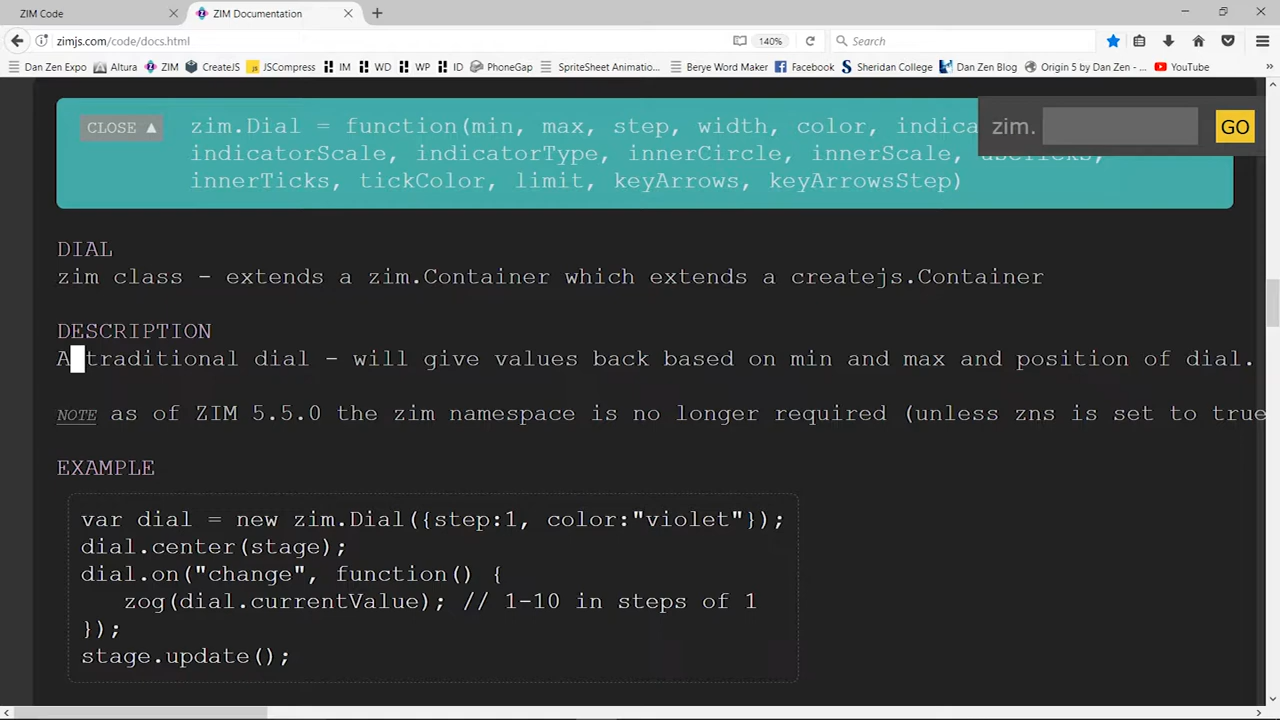 ZIM Code
ZIM Documentation
zimjs.com/code/docs.html
140%
Search
Dan Zen Expo
Altura
ZIM
CreateJS
JSCompress
IM
WD
WP
ID
PhoneGap
SpriteSheet Animatio...
Berye Word Maker
Facebook
Sheridan College
Dan Zen Blog
Origin 5 by Dan Zen - ...
YouTube
CLOSE ▲
zim.Dial = function(min, max, step, width, color, indica
indicatorScale, indicatorType, innerCircle, innerScale,
innerTicks, tickColor, limit, keyArrows, keyArrowsStep)
zim.
GO
DIAL
zim class - extends a zim.Container which extends a createjs.Container
DESCRIPTION
A traditional dial - will give values back based on min and max and position of dial.
NOTE as of ZIM 5.5.0 the zim namespace is no longer required (unless zns is set to true
EXAMPLE
var dial = new zim.Dial({step:1, color:"violet"});
dial.center(stage);
dial.on("change", function() {
zog(dial.currentValue); // 1-10 in steps of 1
});
stage.update();